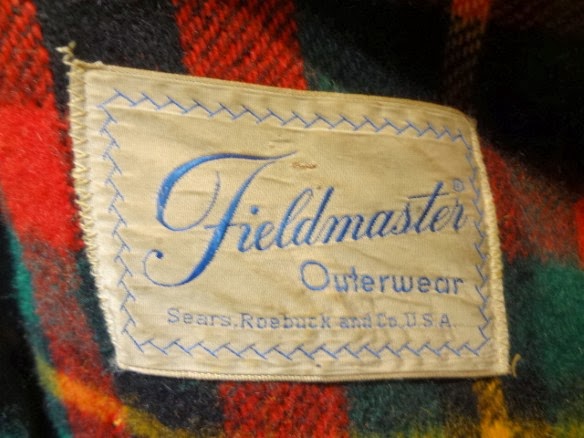 Fieldmaster®
Outerwear
Sears, Roebuck and Co. U.S.A.